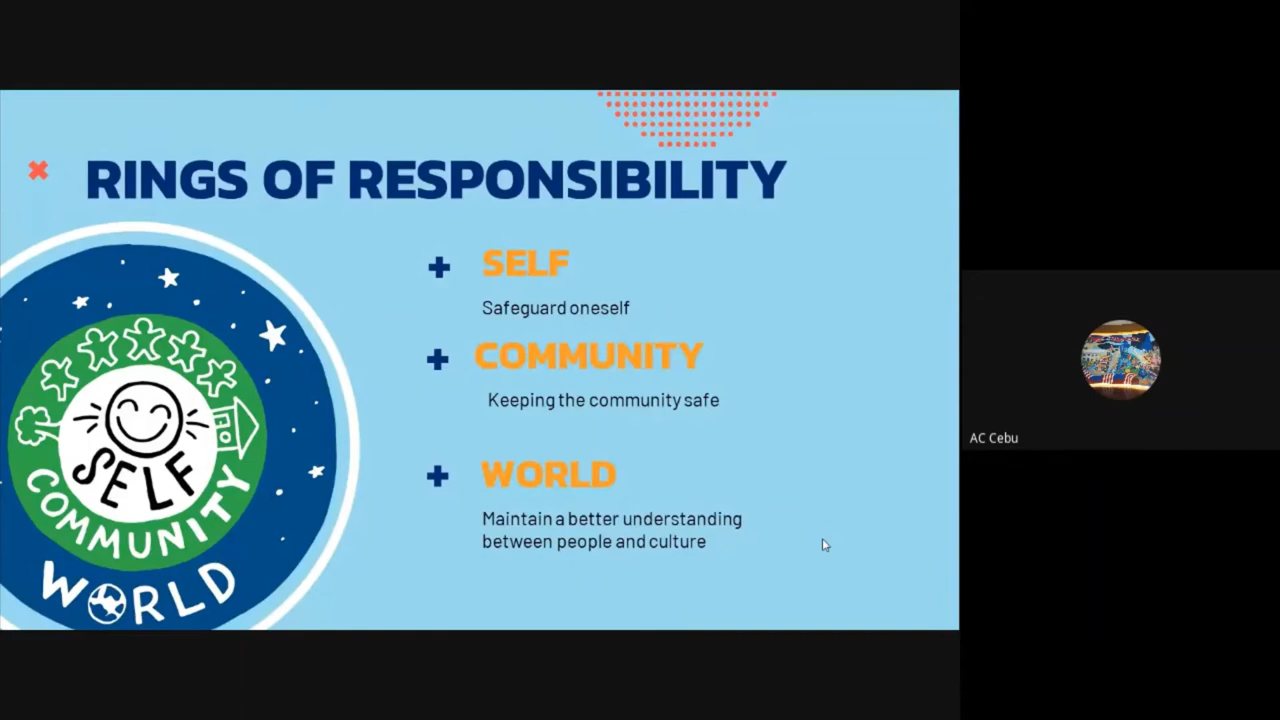 RINGS OF RESPONSIBILITY
SELF
Safeguard oneself
COMMUNITY
Keeping the community safe
WORLD
Maintain a better understanding
between people and culture
SELF
COMMUNITY
WORLD
AC Cebu